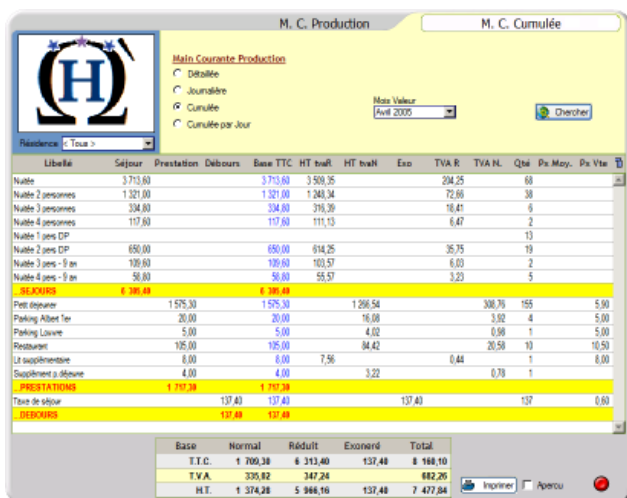 M. C. Production M. C. Cumulée
H
Main Courante Production
Détaillée
Journalière
Cumulée
Cumulée par Jour
Mois Valeur
Avril 2005
Chercher
Résidence < Tous >
Libellé Séjour Prestation Débours Base TTC HT tvaR HT tvaN Exo TVA R TVA N. Qté Px Moy. Px Vte
Nuitée 3 713,60 3 713,60 3 509,35 204,25 68
Nuitée 2 personnes 1 321,00 1 321,00 1 248,34 72,66 38
Nuitée 3 personnes 334,80 334,80 316,39 18,41 6
Nuitée 4 personnes 117,60 117,60 111,13 6,47 2
Nuitée 1 pers DP 13
Nuitée 2 pers DP 650,00 650,00 614,25 35,75 19
Nuitée 3 pers - 9 an 109,60 109,60 103,57 6,03 2
Nuitée 4 pers - 9 an 58,80 58,80 55,57 3,23 5
...SEJOURS 6 305,40 6 305,40
Petit dejeuner 1 575,30 1 575,30 1 266,54 308,76 155 5,90
Parking Albert 1er 20,00 20,00 16,08 3,92 4 5,00
Parking Louvre 5,00 5,00 4,02 0,98 1 5,00
Restaurant 105,00 105,00 84,42 20,58 10 10,50
Lit supplémentaire 8,00 8,00 7,56 0,44 1 8,00
Supplément p.déjeune 4,00 4,00 3,22 0,78 1
...PRESTATIONS 1 717,30 1 717,30
Taxe de séjour 137,40 137,40 137,40 137 0,60
...DEBOURS 137,40 137,40
Base Normal Réduit Exoneré Total
T.T.C. 1 709,30 6 313,40 137,40 8 160,10
T.V.A. 335,02 347,24 682,26
H.T. 1 374,28 5 966,16 137,40 7 477,84
Imprimer Apercu